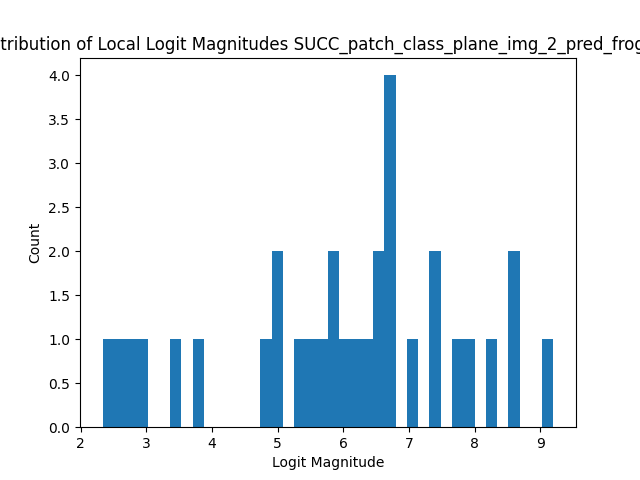 tribution of Local Logit Magnitudes SUCC_patch_class_plane_img_2_pred_frog
4.0
3.5
3.0
2.5
2.0
1.5
1.0
0.5
0.0
Count
2 3 4 5 6 7 8 9
Logit Magnitude